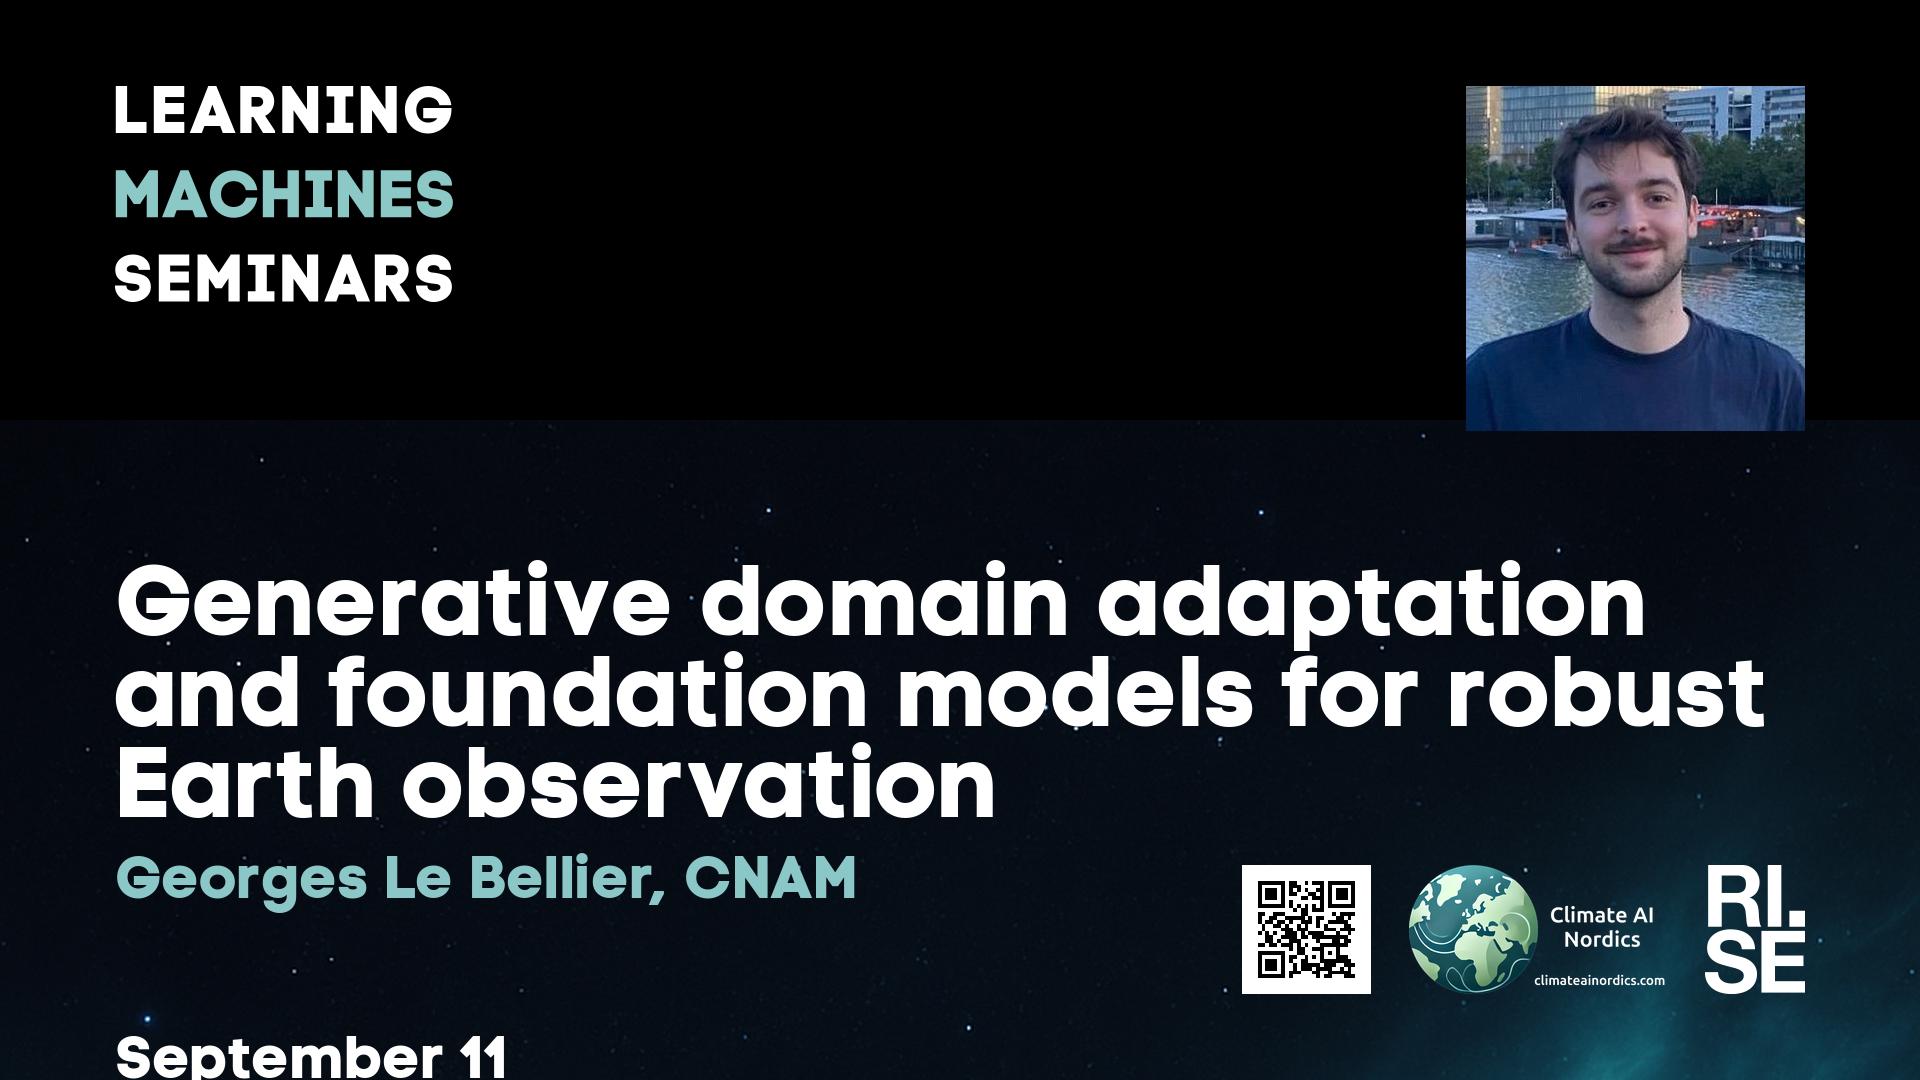 LEARNING
MACHINES
SEMINARS
Generative domain adaptation
and foundation models for robust
Earth observation
Georges Le Bellier, CNAM
Climate AI
Nordics
climateainordics.com
RI.
SE
September 11